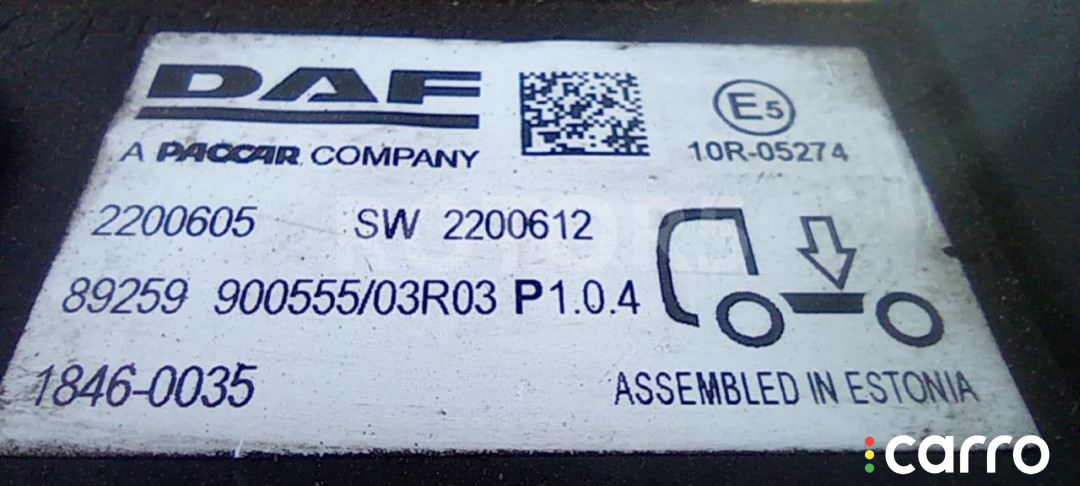 DAF
A PACCAR COMPANY
E5
10R-05274
2200605 SW 2200612
89259 900555/03R03 P1.0.4
1846-0035
ASSEMBLED IN ESTONIA
carro